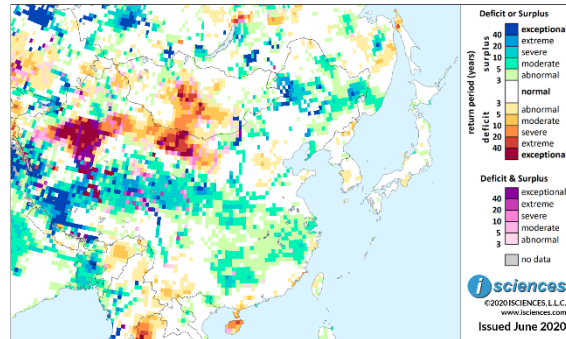 Deficit or Surplus
return period (years)
surplus
deficit
40
20
10
5
3
3
5
10
20
40
exceptional
extreme
severe
moderate
abnormal
normal
abnormal
moderate
severe
extreme
exceptional
Deficit & Surplus
40
20
10
5
3
exceptional
extreme
severe
moderate
abnormal
no data
isciences
©2020 ISCIENCES, L.L.C.
www.isciences.com
Issued June 2020